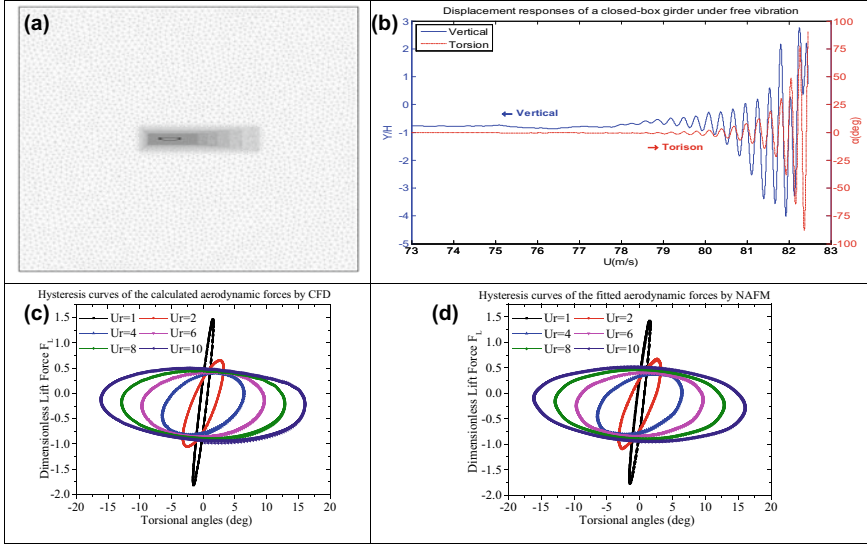 (a)
(b)
Displacement responses of a closed-box girder under free vibration
Vertical
Torsion
Vertical
Torison
Y/H
3
2
1
0
-1
-2
-3
-4
-5
α(deg)
100
75
50
25
0
-25
-50
-75
-100
73 74 75 76 77 78 79 80 81 82 83
U(m/s)
(c)
Hysteresis curves of the calculated aerodynamic forces by CFD
Ur=1 Ur=2
Ur=4 Ur=6
Ur=8 Ur=10
Dimensionless Lift Force F_L
1.5
1.0
0.5
0.0
-0.5
-1.0
-1.5
-2.0
-20 -15 -10 -5 0 5 10 15 20
Torsional angles (deg)
(d)
Hysteresis curves of the fitted aerodynamic forces by NAFM
Ur=1 Ur=2
Ur=4 Ur=6
Ur=8 Ur=10
Dimensionless Lift Force F_L
1.5
1.0
0.5
0.0
-0.5
-1.0
-1.5
-2.0
-20 -15 -10 -5 0 5 10 15 20
Torsional angles (deg)